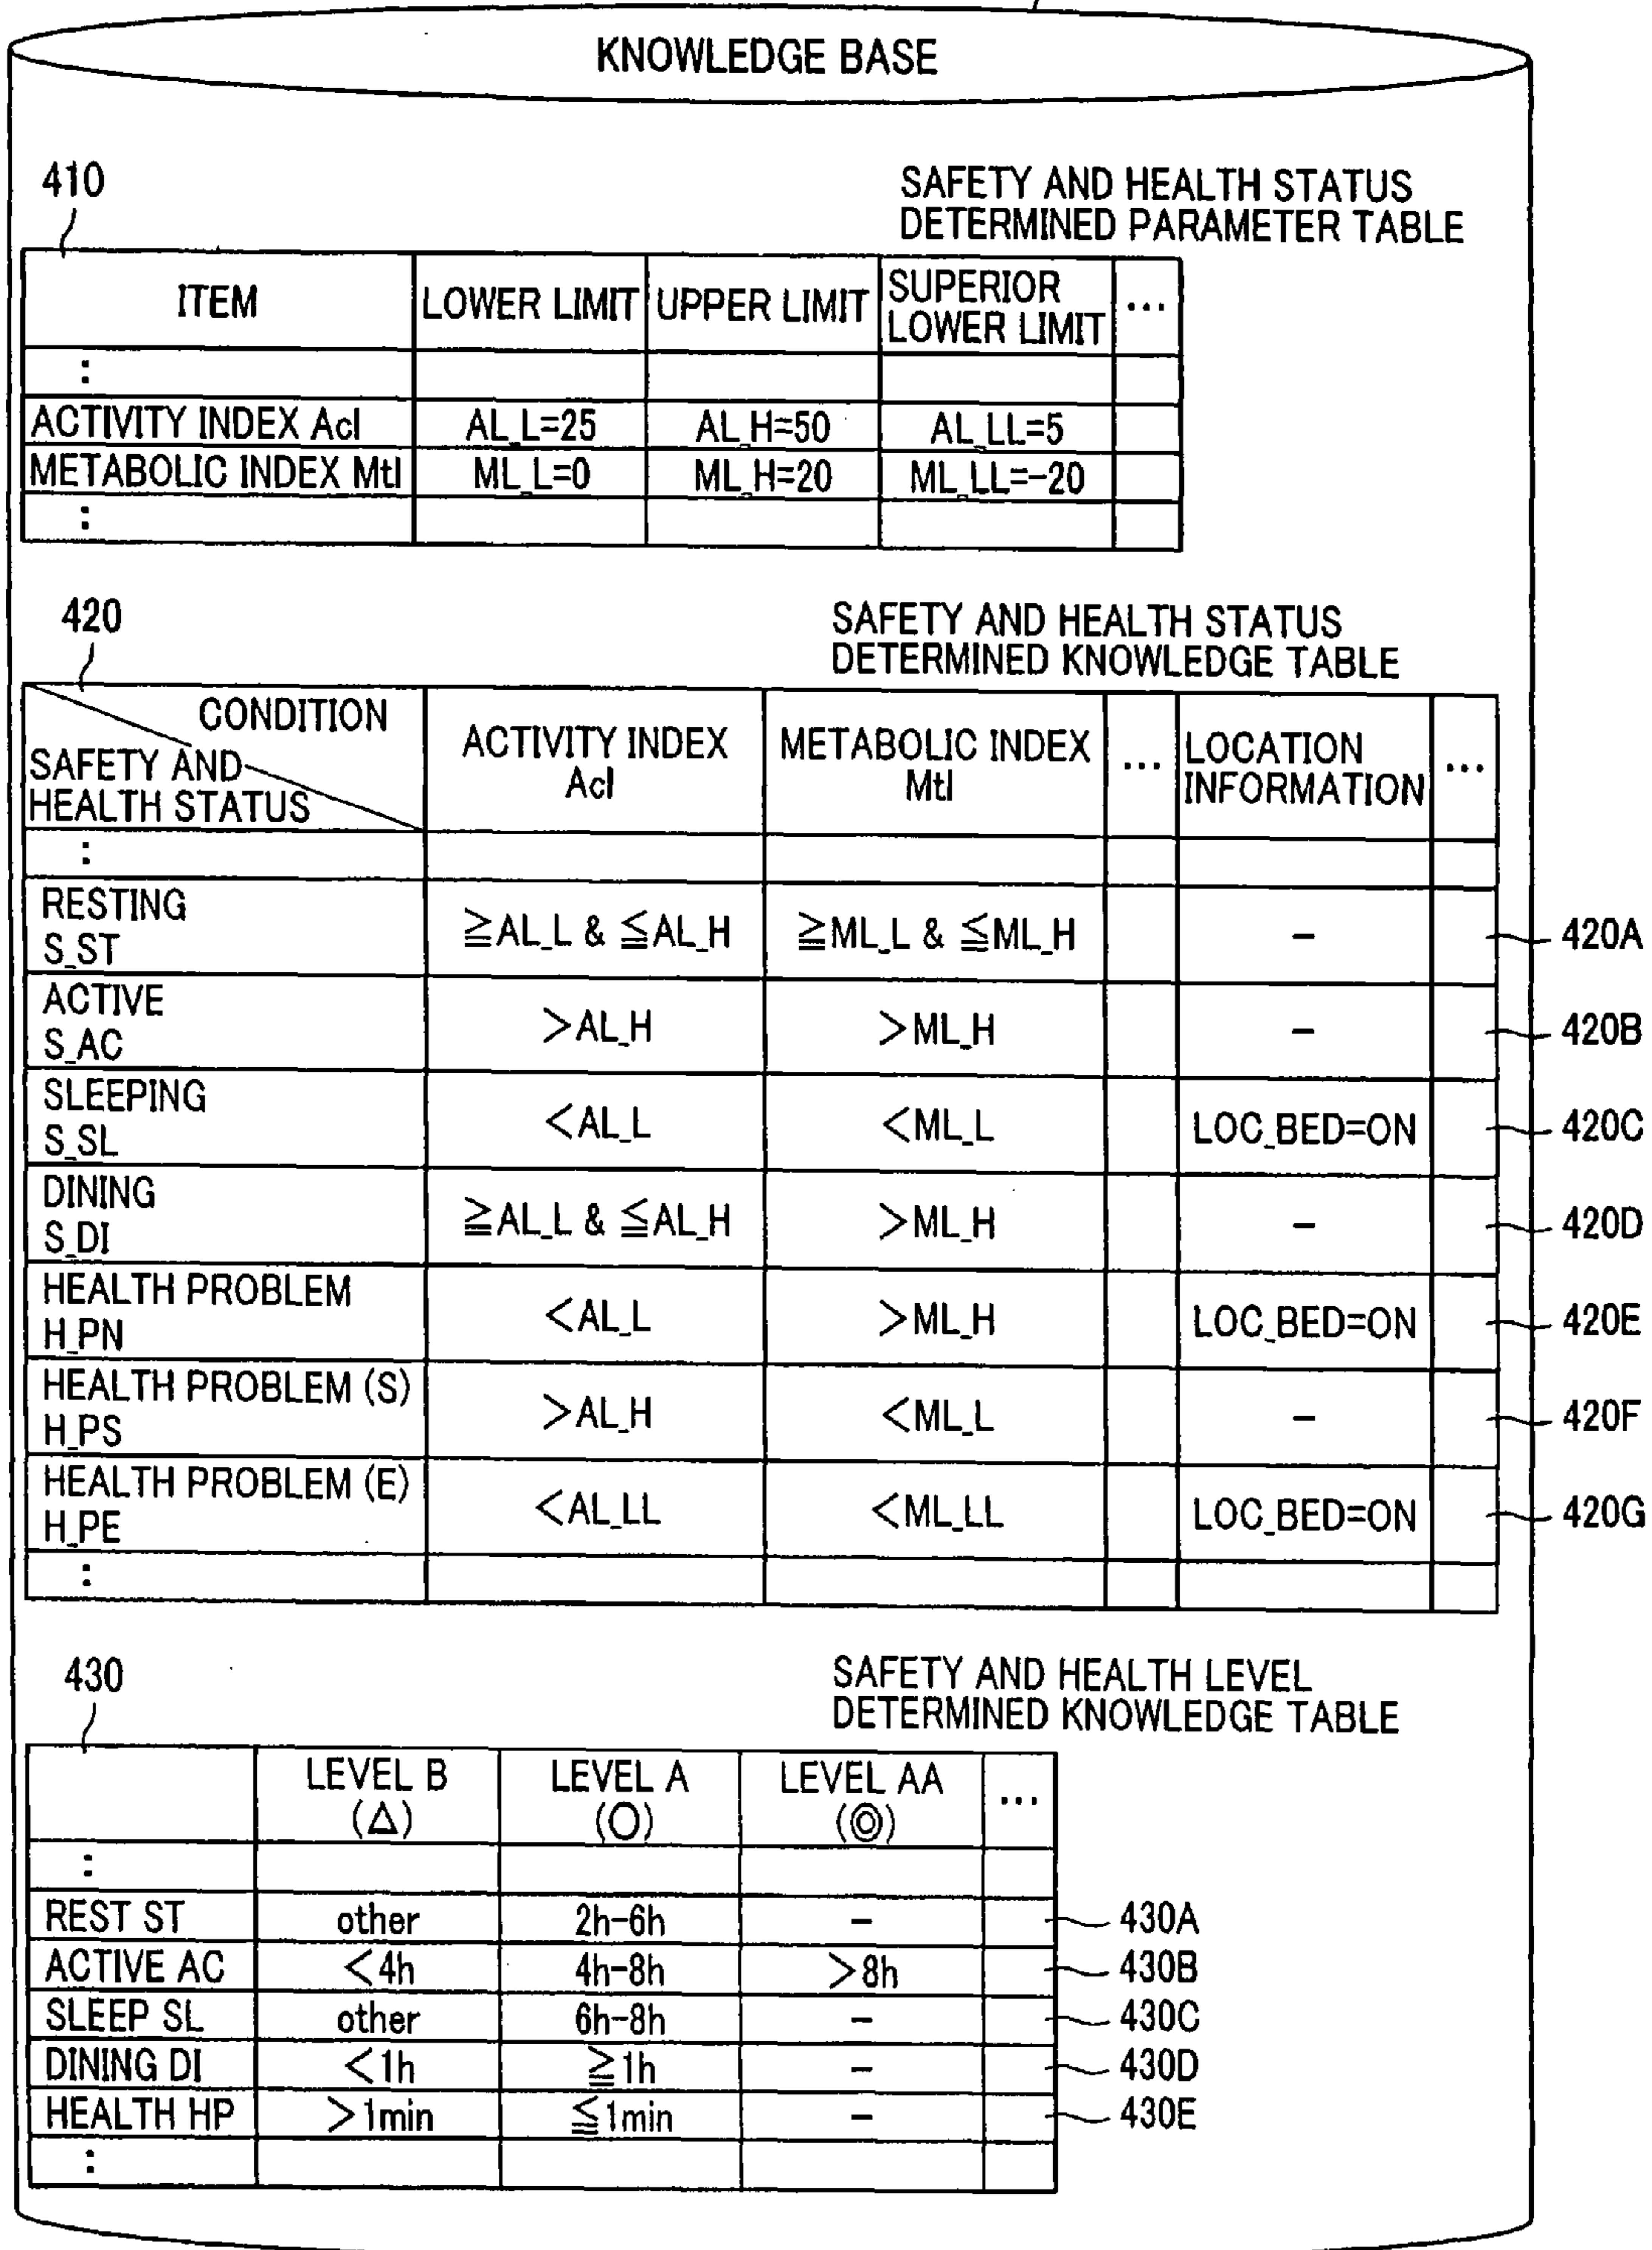 KNOWLEDGE BASE
410
SAFETY AND HEALTH STATUS
DETERMINED PARAMETER TABLE
ITEM LOWER LIMIT UPPER LIMIT SUPERIOR LOWER LIMIT ...
:
ACTIVITY INDEX AcI AL_L=25 AL_H=50 AL_LL=5
METABOLIC INDEX MtI ML_L=0 ML_H=20 ML_LL=-20
:
420
SAFETY AND HEALTH STATUS
DETERMINED KNOWLEDGE TABLE
CONDITION
SAFETY AND
HEALTH STATUS
ACTIVITY INDEX
AcI
METABOLIC INDEX
MtI
...
LOCATION
INFORMATION
...
:
RESTING
S_ST
≧AL_L & ≦AL_H ≧ML_L & ≦ML_H - 420A
ACTIVE
S_AC
>AL_H >ML_H - 420B
SLEEPING
S_SL
<AL_L <ML_L LOC_BED=ON 420C
DINING
S_DI
≧AL_L & ≦AL_H >ML_H - 420D
HEALTH PROBLEM
H_PN
<AL_L >ML_H LOC_BED=ON 420E
HEALTH PROBLEM (S)
H_PS
>AL_H <ML_L - 420F
HEALTH PROBLEM (E)
H_PE
<AL_LL <ML_LL LOC_BED=ON 420G
:
430
SAFETY AND HEALTH LEVEL
DETERMINED KNOWLEDGE TABLE
LEVEL B LEVEL A LEVEL AA ...
(△) (○) (◎)
:
REST ST other 2h-6h - 430A
ACTIVE AC <4h 4h-8h >8h 430B
SLEEP SL other 6h-8h - 430C
DINING DI <1h ≧1h - 430D
HEALTH HP >1min ≦1min - 430E
: